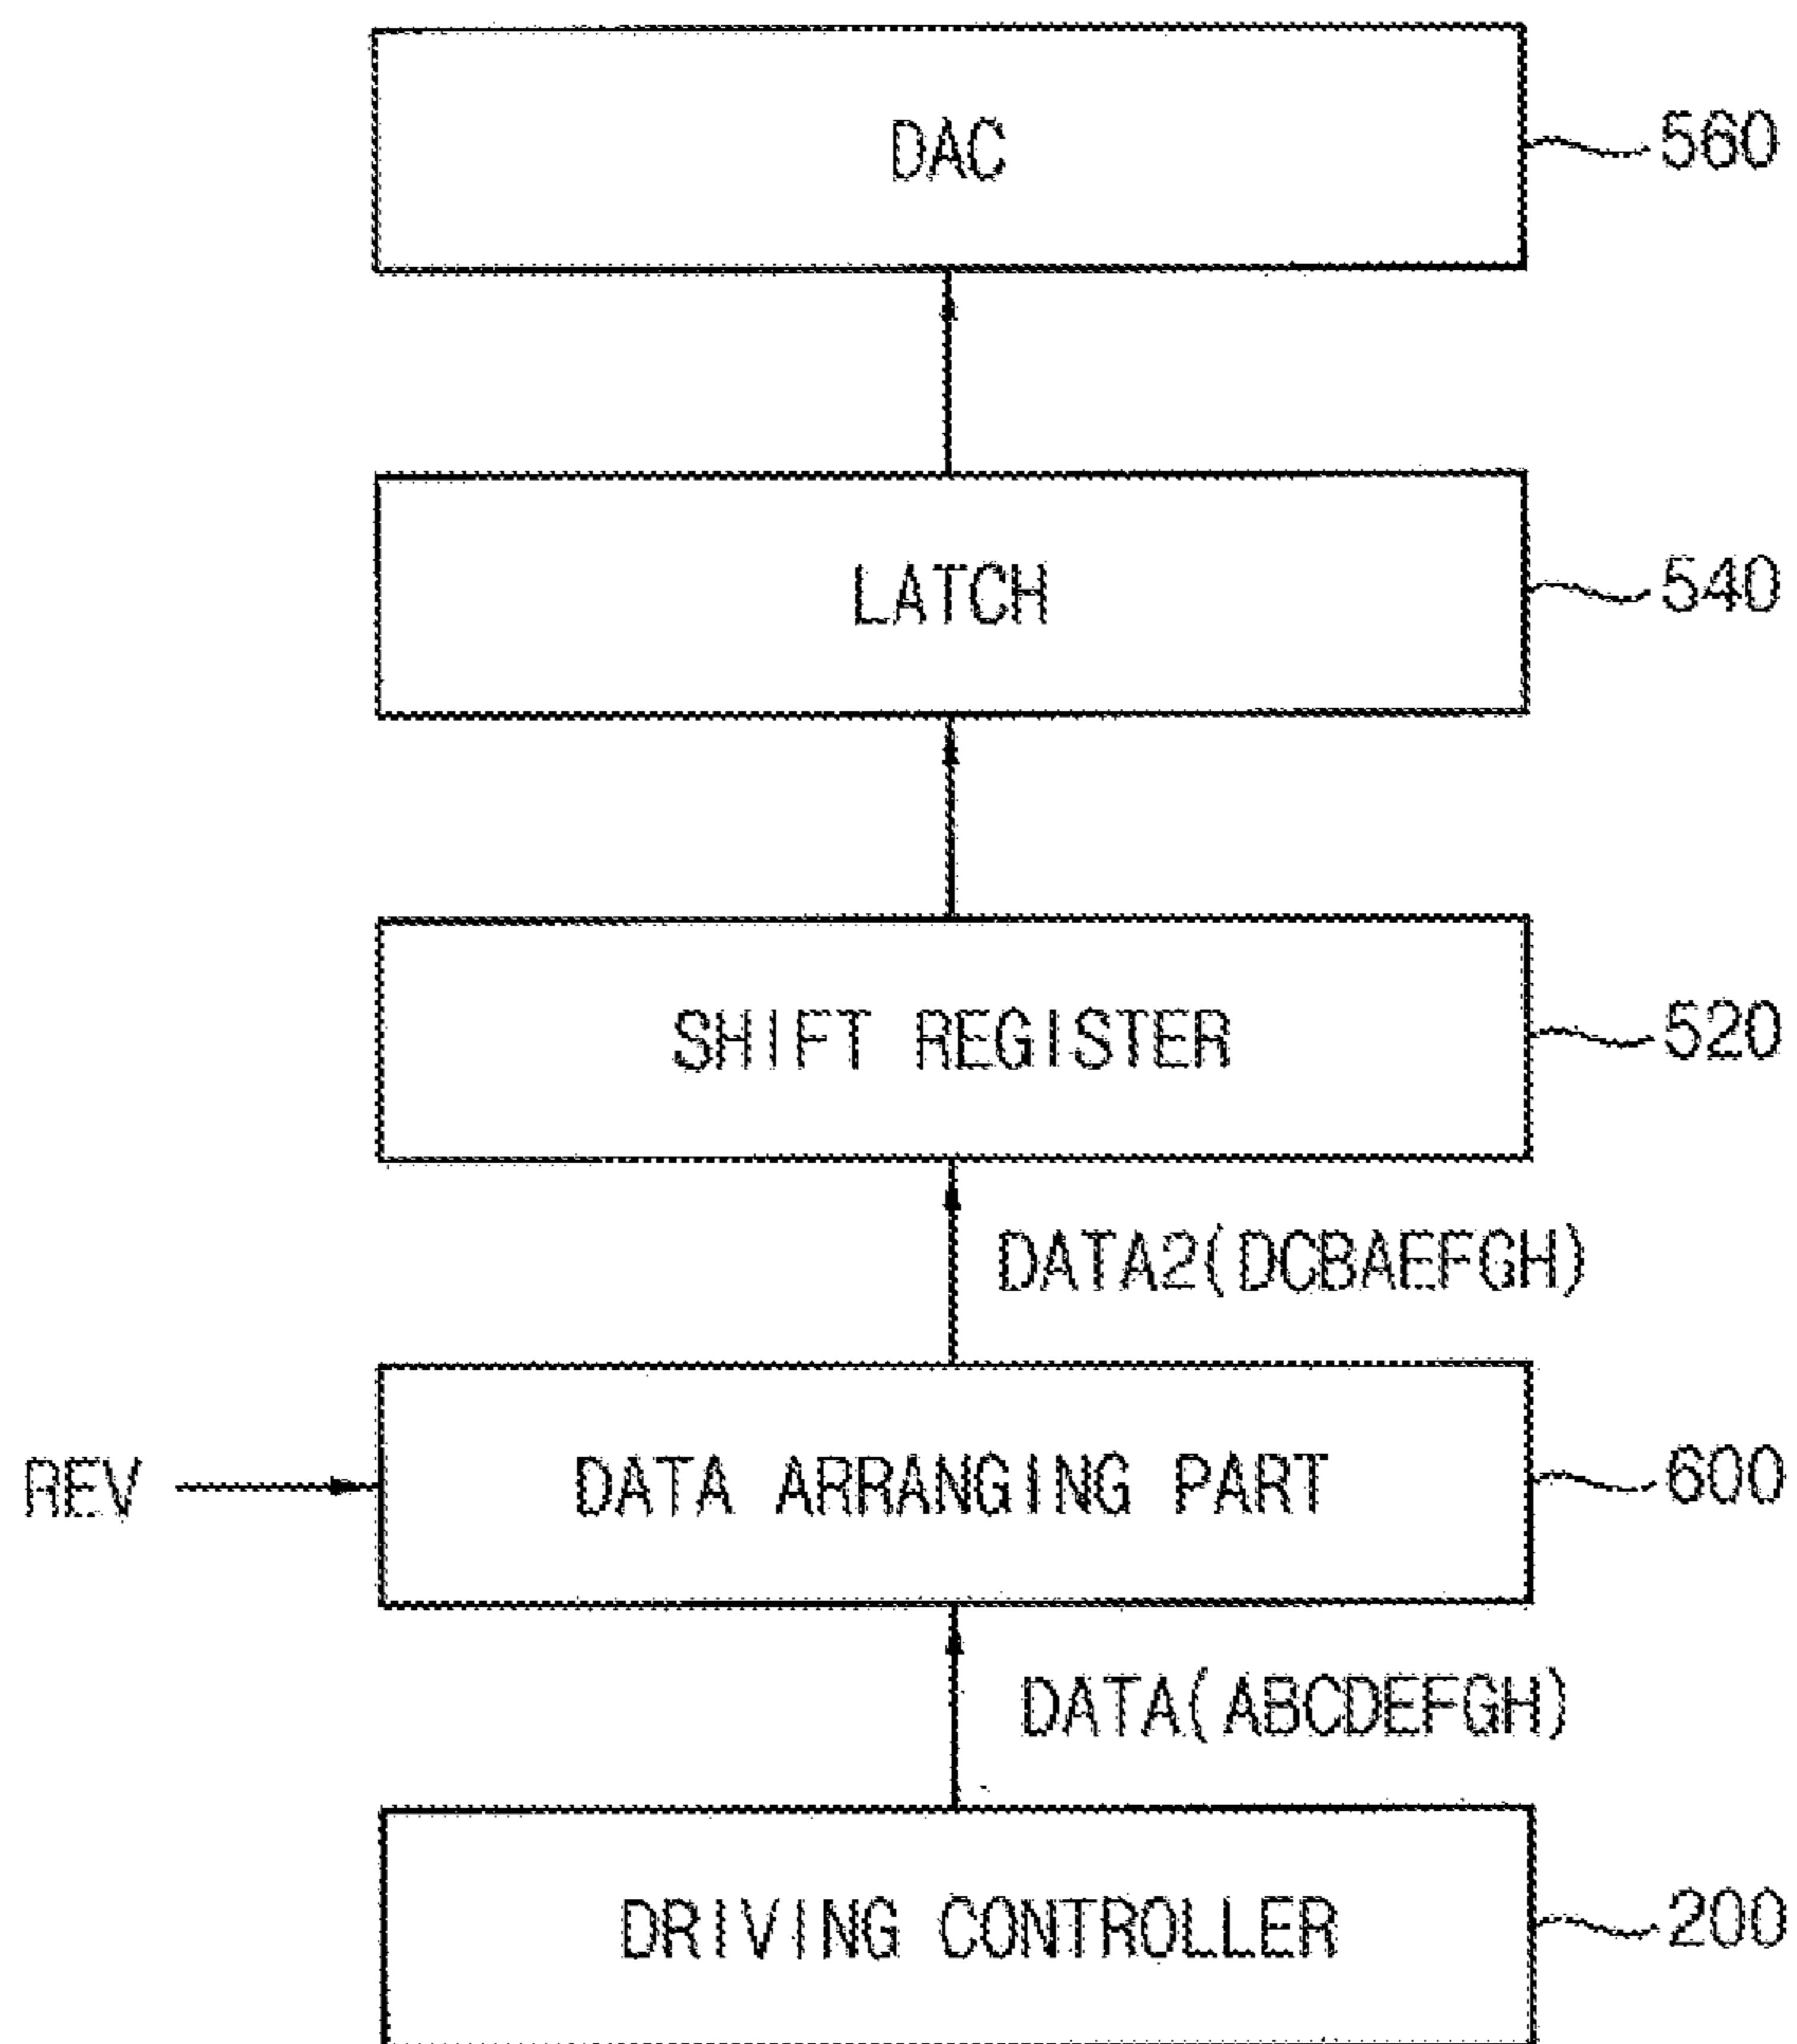 DAC
560
LATCH
540
SHIFT REGISTER
520
DATA2(DCBAEFGH)
REV
DATA ARRANGING PART
600
DATA(ABCDEFGH)
DRIVING CONTROLLER
200